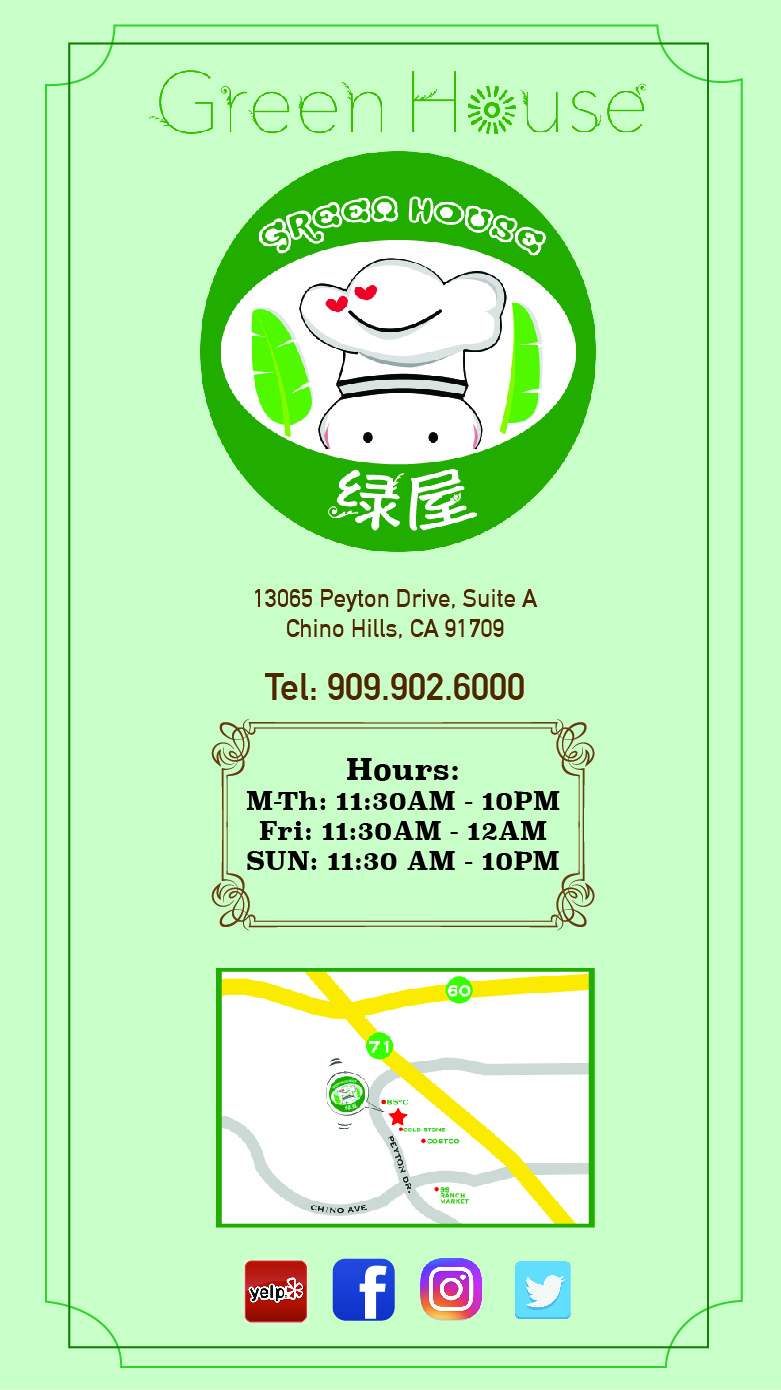 Green House
GREEN HOUSE
绿屋
13065 Peyton Drive, Suite A
Chino Hills, CA 91709
Tel: 909.902.6000
Hours:
M-Th: 11:30AM - 10PM
Fri: 11:30AM - 12AM
SUN: 11:30 AM - 10PM
60
71
85°C
COLD STONE
COSTCO
PEYTON DR.
99
RANCH
MARKET
CHINO AVE
yelp